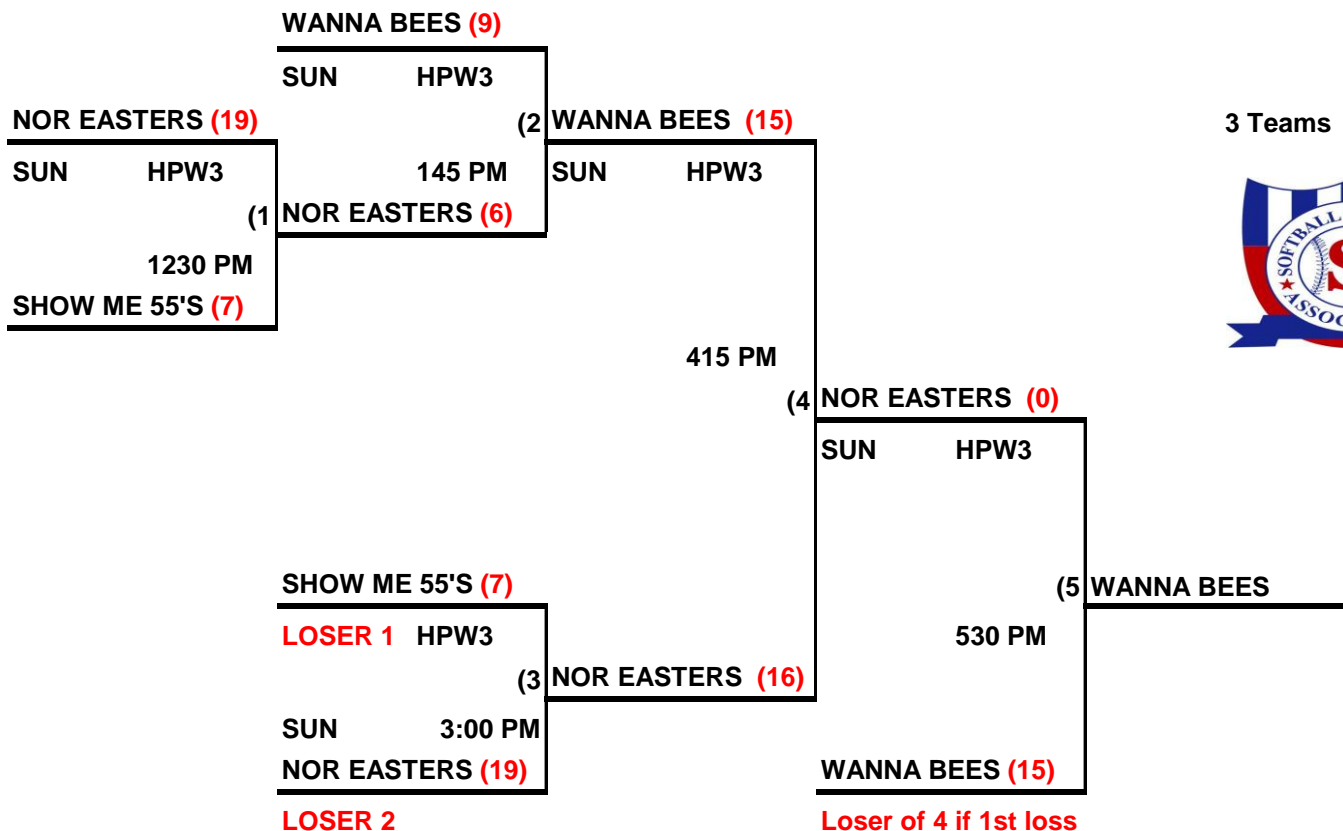 WANNA BEES (9)
SUN HPW3
NOR EASTERS (19)
(2 WANNA BEES (15)
3 Teams
SUN HPW3
145 PM
SUN HPW3
(1 NOR EASTERS (6)
1230 PM
SHOW ME 55'S (7)
415 PM
(4 NOR EASTERS (0)
SUN HPW3
SHOW ME 55'S (7)
(5 WANNA BEES
LOSER 1 HPW3
530 PM
(3 NOR EASTERS (16)
SUN 3:00 PM
NOR EASTERS (19)
WANNA BEES (15)
LOSER 2
Loser of 4 if 1st loss
SOFTBALL